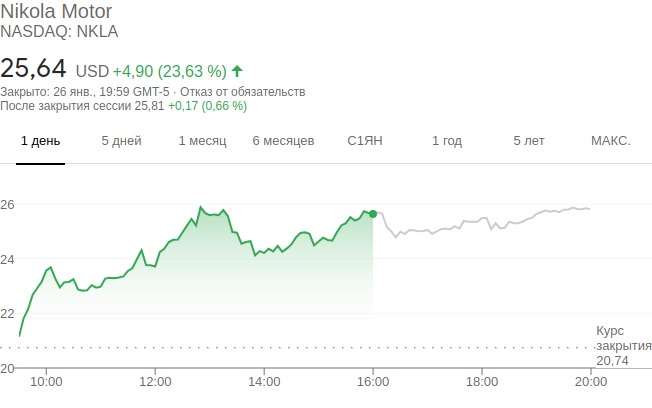 Nikola Motor
NASDAQ: NKLA
25,64 USD +4,90 (23,63 %)
Закрыто: 26 янв., 19:59 GMT-5 · Отказ от обязательств
После закрытия сессии 25,81 +0,17 (0,66 %)
1 день 5 дней 1 месяц 6 месяцев С1ЯН 1 год 5 лет МАКС.
26
24
22
Курс
закрытия
20,74
20
10:00 12:00 14:00 16:00 18:00 20:00